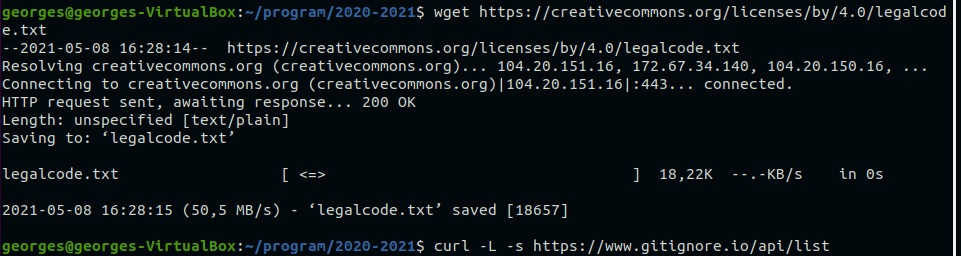 georges@georges-VirtualBox:~/program/2020-2021$ wget https://creativecommons.org/licenses/by/4.0/legalcod
e.txt
--2021-05-08 16:28:14--  https://creativecommons.org/licenses/by/4.0/legalcode.txt
Resolving creativecommons.org (creativecommons.org)... 104.20.151.16, 172.67.34.140, 104.20.150.16, ...
Connecting to creativecommons.org (creativecommons.org)|104.20.151.16|:443... connected.
HTTP request sent, awaiting response... 200 OK
Length: unspecified [text/plain]
Saving to: ‘legalcode.txt’
legalcode.txt                  [ <=>                                  ]  18,22K  --.-KB/s    in 0s
2021-05-08 16:28:15 (50,5 MB/s) - ‘legalcode.txt’ saved [18657]
georges@georges-VirtualBox:~/program/2020-2021$ curl -L -s https://www.gitignore.io/api/list